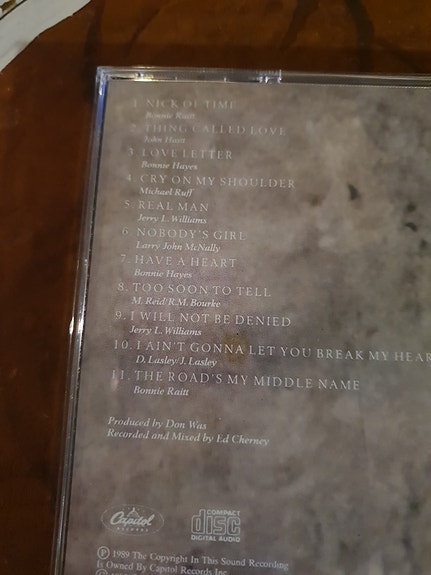 1. NICK OF TIME
Bonnie Raitt
2. THING CALLED LOVE
John Hiatt
3. LOVE LETTER
Bonnie Hayes
4. CRY ON MY SHOULDER
Michael Ruff
5. REAL MAN
Jerry L. Williams
6. NOBODY'S GIRL
Larry John McNally
7. HAVE A HEART
Bonnie Hayes
8. TOO SOON TO TELL
M. Reid/R.M. Bourke
9. I WILL NOT BE DENIED
Jerry L. Williams
10. I AIN'T GONNA LET YOU BREAK MY HEAR
D. Lasley/J. Lasley
11. THE ROAD'S MY MIDDLE NAME
Bonnie Raitt
Produced by Don Was
Recorded and Mixed by Ed Cherney
Capitol
RECORDS
COMPACT
disc
DIGITAL AUDIO
℗ 1989 The Copyright In This Sound Recording
Is Owned By Capitol Records Inc